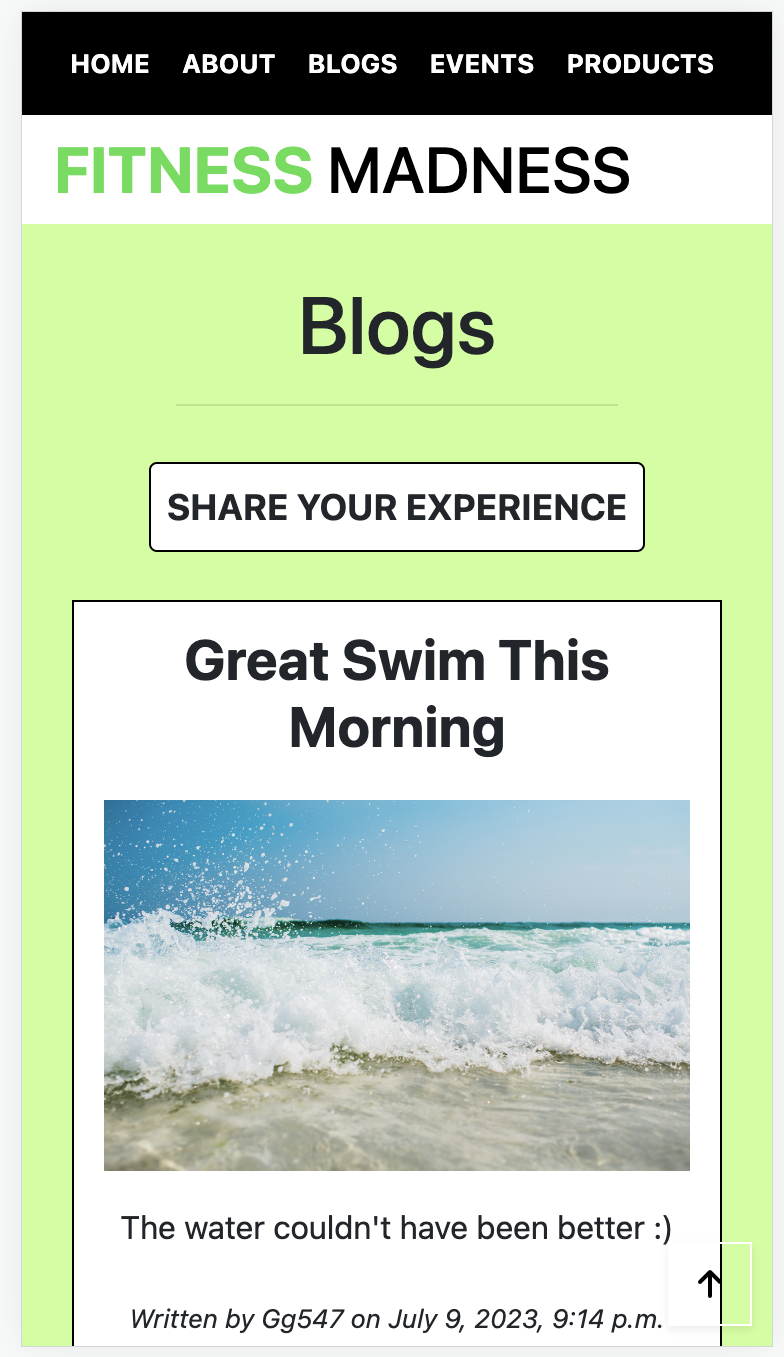 HOME ABOUT BLOGS EVENTS PRODUCTS
FITNESS MADNESS
Blogs
SHARE YOUR EXPERIENCE
Great Swim This
Morning
The water couldn't have been better :)
Written by Gg547 on July 9, 2023, 9:14 p.m.